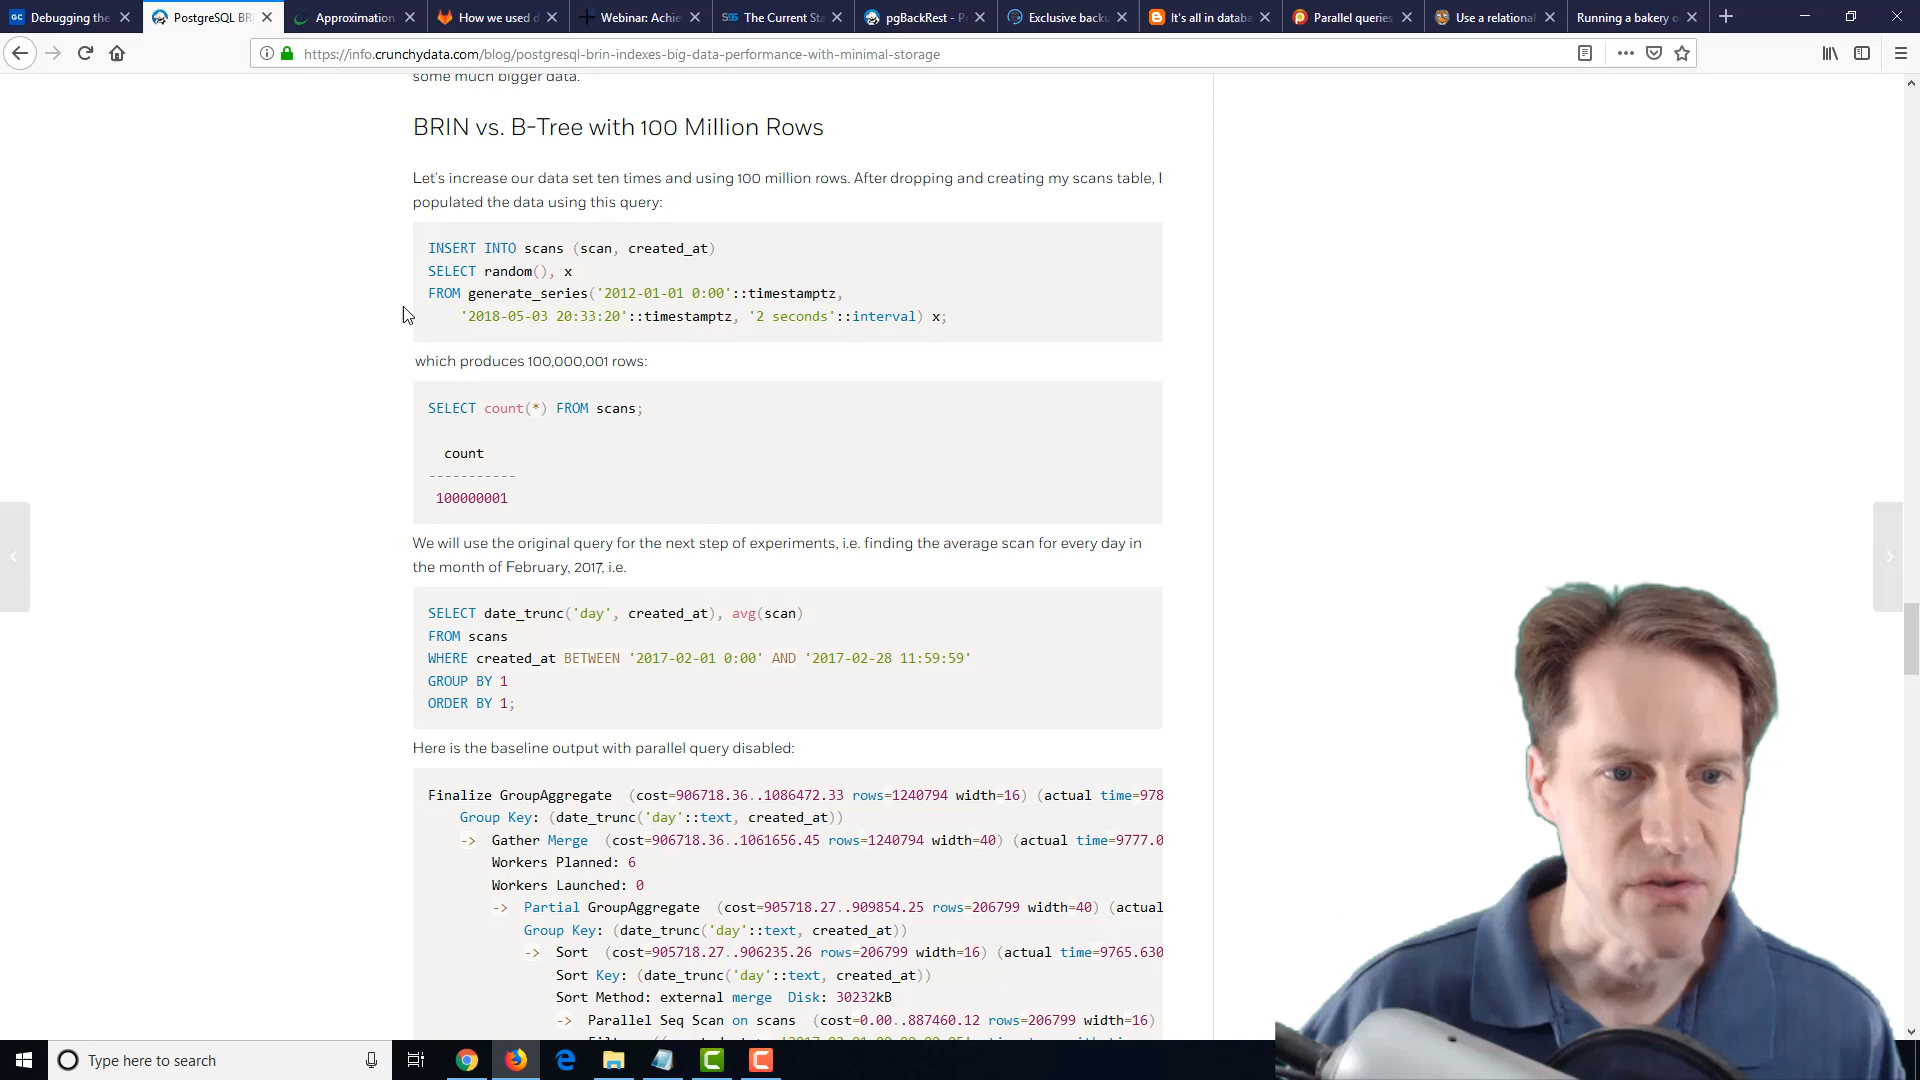 Debugging the
PostgreSQL BRI
Approximation
How we used d
Webinar: Achie
The Current Sta
pgBackRest - P
Exclusive backu
It's all in databa
Parallel queries
Use a relational
Running a bakery o
https://info.crunchydata.com/blog/postgresql-brin-indexes-big-data-performance-with-minimal-storage
some much bigger data.
BRIN vs. B-Tree with 100 Million Rows
Let's increase our data set ten times and using 100 million rows. After dropping and creating my scans table, I
populated the data using this query:
INSERT INTO scans (scan, created_at)
SELECT random(), x
FROM generate_series('2012-01-01 0:00'::timestamptz,
'2018-05-03 20:33:20'::timestamptz, '2 seconds'::interval) x;
which produces 100,000,001 rows:
SELECT count(*) FROM scans;
count
-----------
100000001
We will use the original query for the next step of experiments, i.e. finding the average scan for every day in
the month of February, 2017, i.e.
SELECT date_trunc('day', created_at), avg(scan)
FROM scans
WHERE created_at BETWEEN '2017-02-01 0:00' AND '2017-02-28 11:59:59'
GROUP BY 1
ORDER BY 1;
Here is the baseline output with parallel query disabled:
Finalize GroupAggregate (cost=906718.36..1086472.33 rows=1240794 width=16) (actual time=978
Group Key: (date_trunc('day'::text, created_at))
-> Gather Merge (cost=906718.36..1061656.45 rows=1240794 width=40) (actual time=9777.0
Workers Planned: 6
Workers Launched: 0
-> Partial GroupAggregate (cost=905718.27..909854.25 rows=206799 width=40) (actual
Group Key: (date_trunc('day'::text, created_at))
-> Sort (cost=905718.27..906235.26 rows=206799 width=16) (actual time=9765.630
Sort Key: (date_trunc('day'::text, created_at))
Sort Method: external merge Disk: 30232kB
-> Parallel Seq Scan on scans (cost=0.00..887460.12 rows=206799 width=16)
Type here to search